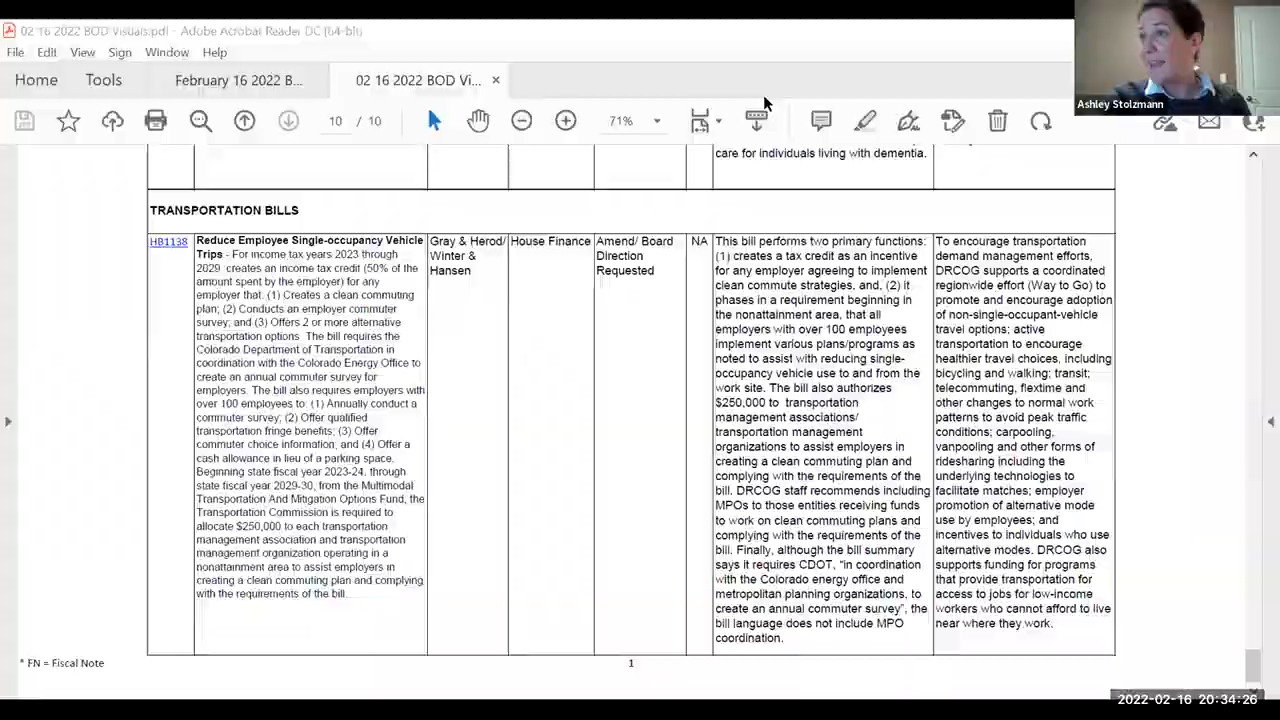 02 16 2022 BOD Visuals.pdf - Adobe Acrobat Reader DC (64-bit)
File Edit View Sign Window Help
Home Tools February 16 2022 B... 02 16 2022 BOD Vi... ×
10 / 10 71%
Ashley Stolzmann
care for individuals living with dementia.
TRANSPORTATION BILLS
HB1138
Reduce Employee Single-occupancy Vehicle
Trips - For income tax years 2023 through
2029 creates an income tax credit (50% of the
amount spent by the employer) for any
employer that: (1) Creates a clean commuting
plan; (2) Conducts an employer commuter
survey; and (3) Offers 2 or more alternative
transportation options. The bill requires the
Colorado Department of Transportation in
coordination with the Colorado Energy Office to
create an annual commuter survey for
employers. The bill also requires employers with
over 100 employees to: (1) Annually conduct a
commuter survey; (2) Offer qualified
transportation fringe benefits; (3) Offer
commuter choice information; and (4) Offer a
cash allowance in lieu of a parking space.
Beginning state fiscal year 2023-24, through
state fiscal year 2029-30, from the Multimodal
Transportation And Mitigation Options Fund, the
Transportation Commission is required to
allocate $250,000 to each transportation
management association and transportation
management organization operating in a
nonattainment area to assist employers in
creating a clean commuting plan and complying
with the requirements of the bill.
Gray & Herod/
Winter &
Hansen
House Finance
Amend/ Board
Direction
Requested
NA
This bill performs two primary functions:
(1) creates a tax credit as an incentive
for any employer agreeing to implement
clean commute strategies, and, (2) it
phases in a requirement beginning in
the nonattainment area, that all
employers with over 100 employees
implement various plans/programs as
noted to assist with reducing single-
occupancy vehicle use to and from the
work site. The bill also authorizes
$250,000 to transportation
management associations/
transportation management
organizations to assist employers in
creating a clean commuting plan and
complying with the requirements of the
bill. DRCOG staff recommends including
MPOs to those entities receiving funds
to work on clean commuting plans and
complying with the requirements of the
bill. Finally, although the bill summary
says it requires CDOT, “in coordination
with the Colorado energy office and
metropolitan planning organizations, to
create an annual commuter survey”, the
bill language does not include MPO
coordination.
To encourage transportation
demand management efforts,
DRCOG supports a coordinated
regionwide effort (Way to Go) to
promote and encourage adoption
of non-single-occupant-vehicle
travel options; active
transportation to encourage
healthier travel choices, including
bicycling and walking; transit;
telecommuting, flextime and
other changes to normal work
patterns to avoid peak traffic
conditions; carpooling,
vanpooling and other forms of
ridesharing including the
underlying technologies to
facilitate matches; employer
promotion of alternative mode
use by employees; and
incentives to individuals who use
alternative modes. DRCOG also
supports funding for programs
that provide transportation for
access to jobs for low-income
workers who cannot afford to live
near where they work.
* FN = Fiscal Note
1
2022-02-16 20:34:26